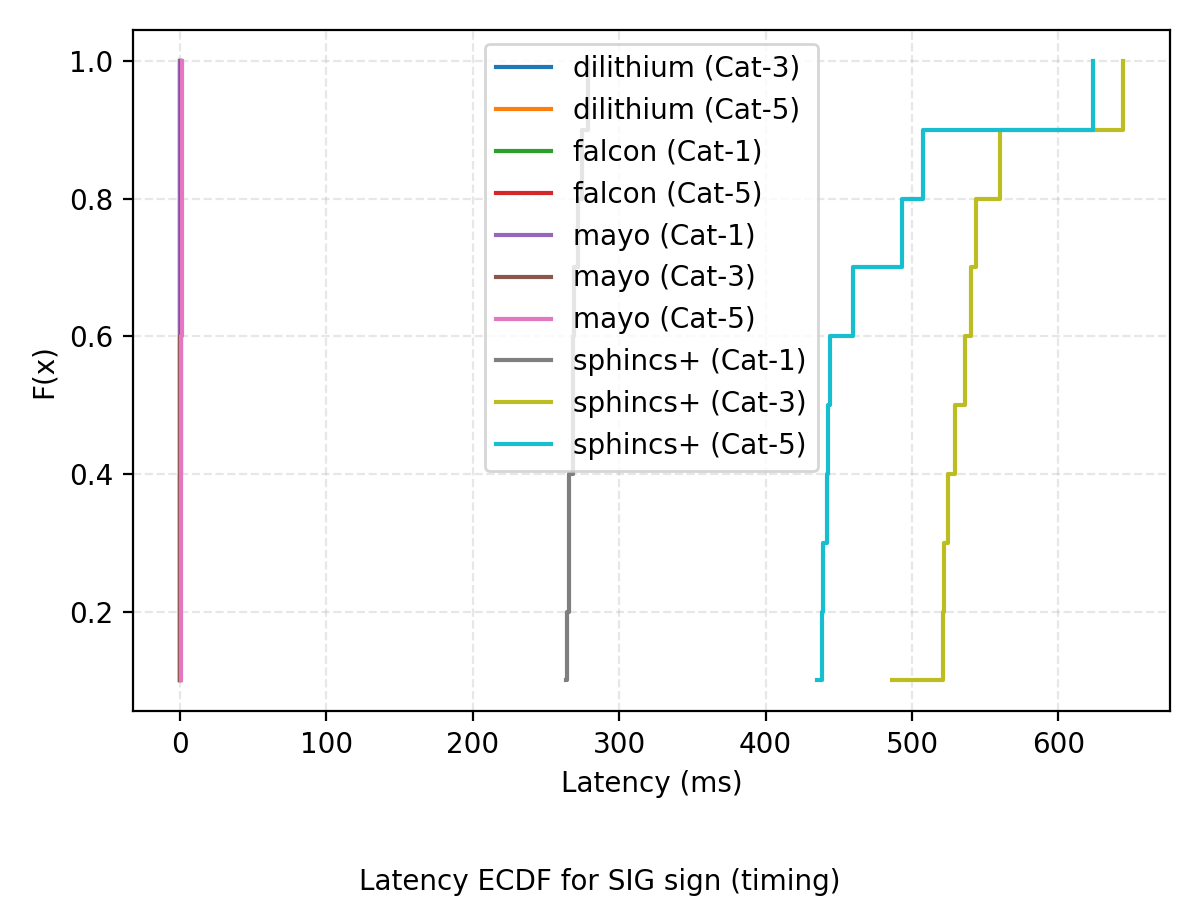 1.0
0.8
0.6
0.4
0.2
F(x)
dilithium (Cat-3)
dilithium (Cat-5)
falcon (Cat-1)
falcon (Cat-5)
mayo (Cat-1)
mayo (Cat-3)
mayo (Cat-5)
sphincs+ (Cat-1)
sphincs+ (Cat-3)
sphincs+ (Cat-5)
0 100 200 300 400 500 600
Latency (ms)
Latency ECDF for SIG sign (timing)